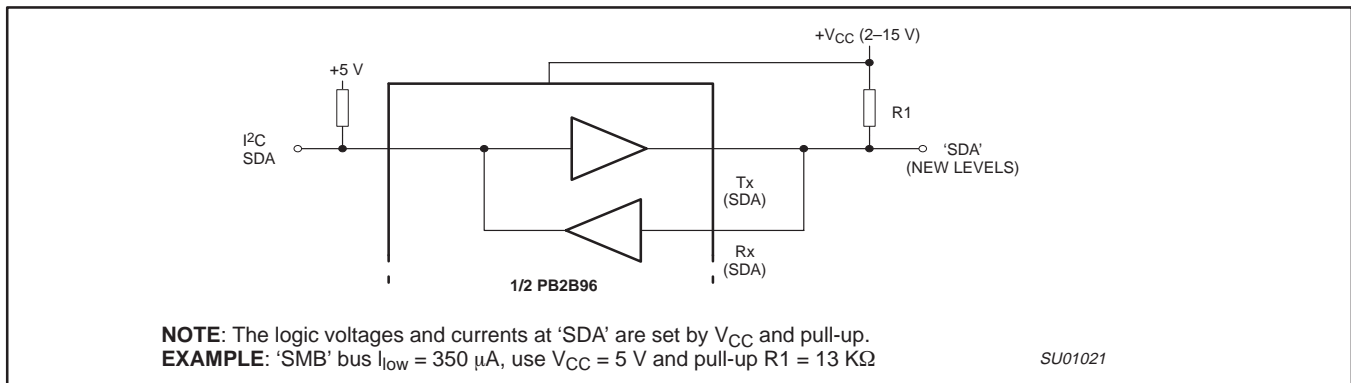 +VCC (2–15 V)
+5 V
R1
I2C
SDA
'SDA'
(NEW LEVELS)
Tx
(SDA)
Rx
(SDA)
1/2 PB2B96
NOTE: The logic voltages and currents at 'SDA' are set by VCC and pull-up.
EXAMPLE: 'SMB' bus Ilow = 350 µA, use VCC = 5 V and pull-up R1 = 13 KΩ
SU01021